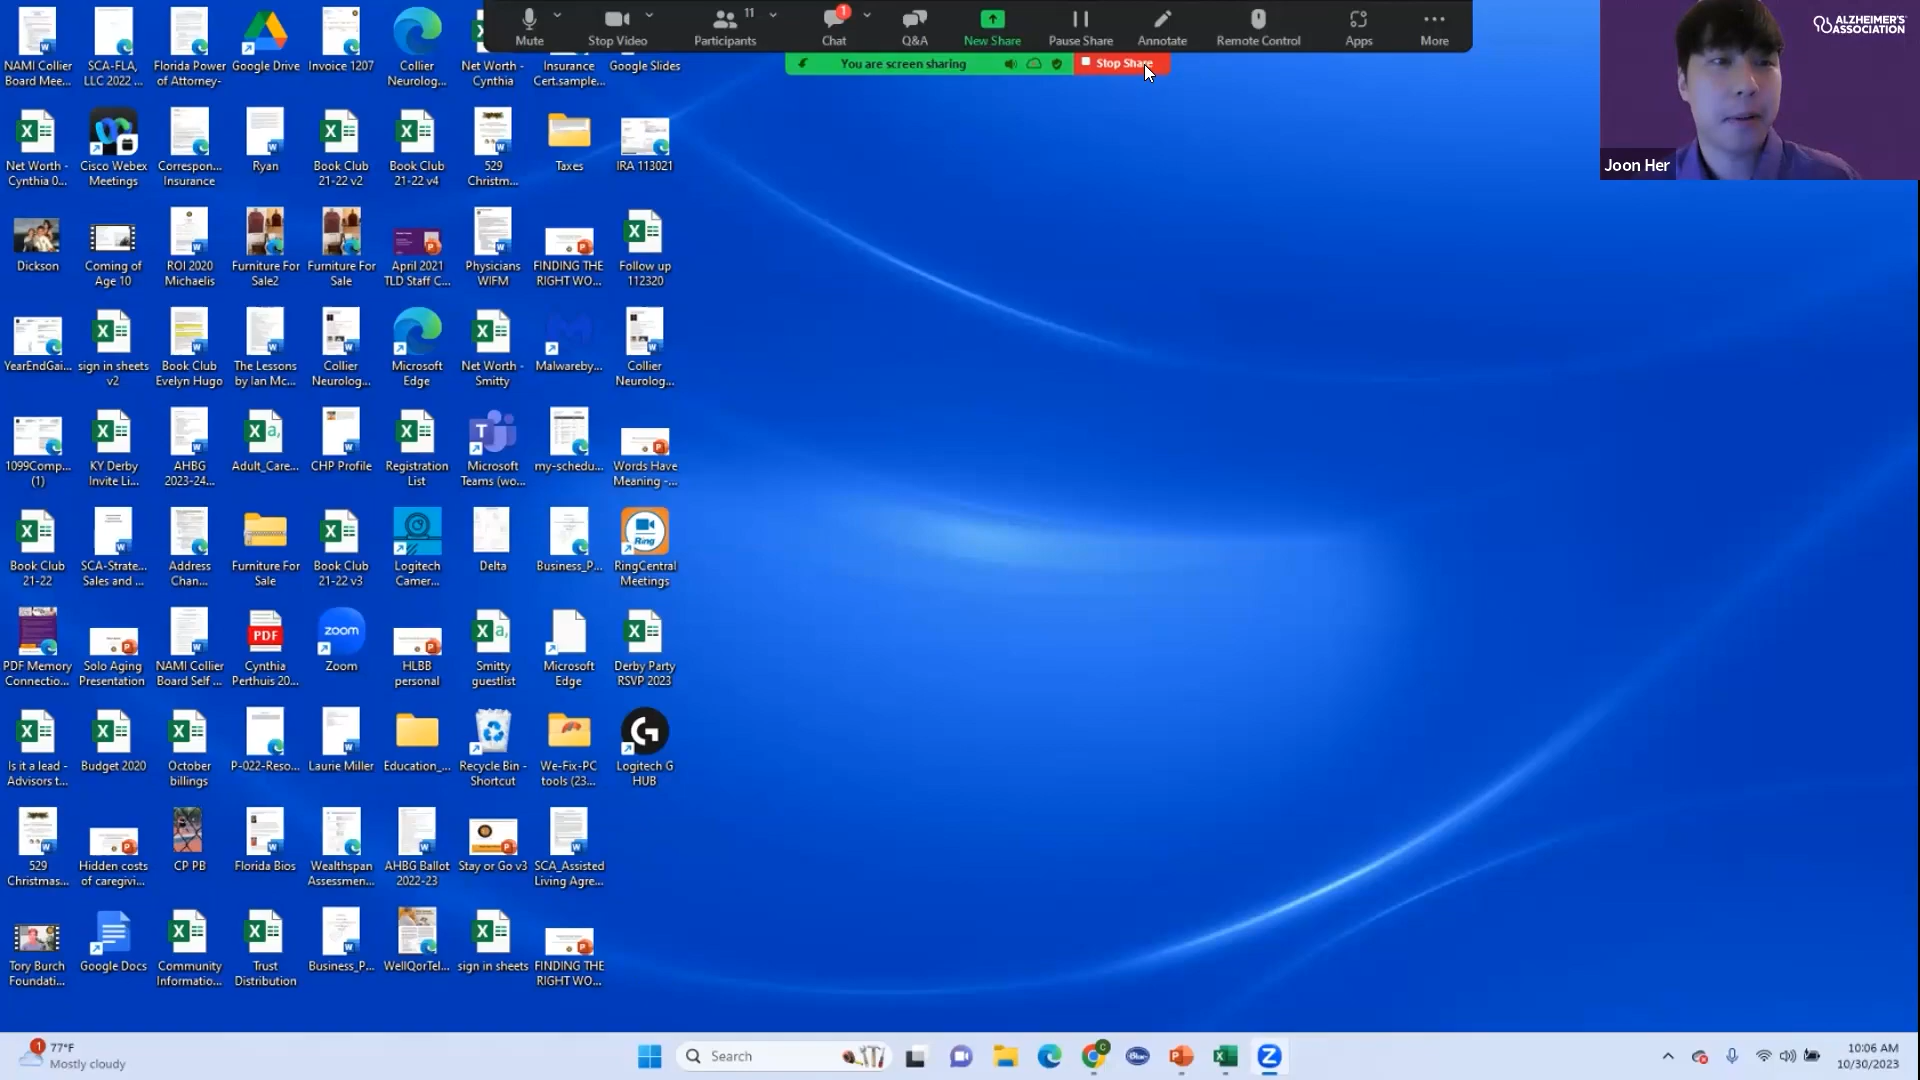 Mute
Stop Video
Participants
11
Chat
1
Q&A
New Share
Pause Share
Annotate
Remote Control
Apps
More
You are screen sharing
Stop Share
ALZHEIMER'S
ASSOCIATION
Joon Her
NAMI Collier
Board Mee...
SCA-FLA,
LLC 2022 ...
Florida Power
of Attorney-
Google Drive
Invoice 1207
Collier
Neurolog...
Net Worth -
Cynthia
Insurance
Cert.sample...
Google Slides
Net Worth -
Cynthia 0...
Cisco Webex
Meetings
Correspon...
Insurance
Ryan
Book Club
21-22 v2
Book Club
21-22 v4
529
Christm...
Taxes
IRA 113021
Dickson
Coming of
Age 10
ROI 2020
Michaelis
Furniture For
Sale2
Furniture For
Sale
April 2021
TLD Staff C...
Physicians
WIFM
FINDING THE
RIGHT WO...
Follow up
112320
YearEndGai...
sign in sheets
v2
Book Club
Evelyn Hugo
The Lessons
by Ian Mc...
Collier
Neurolog...
Microsoft
Edge
Net Worth -
Smitty
Malwareby...
Collier
Neurolog...
1099Comp...
(1)
KY Derby
Invite Li...
AHBG
2023-24...
Adult_Care...
CHP Profile
Registration
List
Microsoft
Teams (wo...
my-schedu...
Words Have
Meaning -...
Book Club
21-22
SCA-Strate...
Sales and ...
Address
Chan...
Furniture For
Sale
Book Club
21-22 v3
Logitech
Camer...
Delta
Business_P...
Ring
RingCentral
Meetings
PDF Memory
Connectio...
Solo Aging
Presentation
NAMI Collier
Board Self ...
PDF
Cynthia
Perthuis 20...
zoom
Zoom
HLBB
personal
Smitty
guestlist
Microsoft
Edge
Derby Party
RSVP 2023
Is it a lead -
Advisors t...
Budget 2020
October
billings
P-022-Reso...
Laurie Miller
Education_...
Recycle Bin -
Shortcut
We-Fix-PC
tools (23...
Logitech G
HUB
529
Christmas...
Hidden costs
of caregivi...
CP PB
Florida Bios
Wealthspan
Assessmen...
AHBG Ballot
2022-23
Stay or Go v3
SCA_Assisted
Living Agre...
Tory Burch
Foundati...
Google Docs
Community
Informatio...
Trust
Distribution
Business_P...
WellQorTel...
sign in sheets
FINDING THE
RIGHT WO...
1
77°F
Mostly cloudy
Search
10:06 AM
10/30/2023